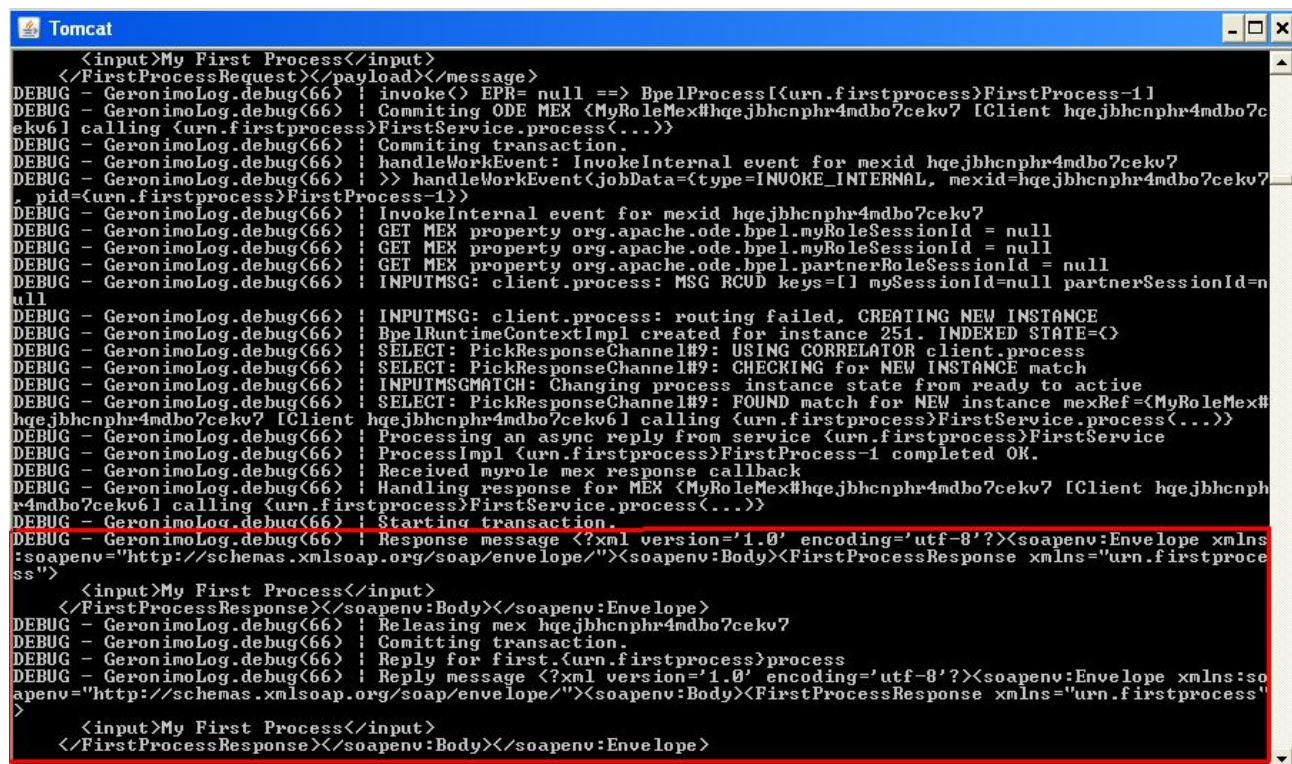 Tomcat
<input>My First Process</input>
</FirstProcessRequest></payload></message>
DEBUG - GeronimoLog.debug(66) | invoke() EPR= null ==> BpelProcess[{urn.firstprocess}FirstProcess-1]
DEBUG - GeronimoLog.debug(66) | Commiting ODE MEX {MyRoleMex#hqejbhcnphr4mdbo7c
ekv6] calling {urn.firstprocess}FirstService.process(...)}
DEBUG - GeronimoLog.debug(66) | Commiting transaction.
DEBUG - GeronimoLog.debug(66) | handleWorkEvent: InvokeInternal event for mexid hqejbhcnphr4mdbo7cekv7
DEBUG - GeronimoLog.debug(66) | >> handleWorkEvent(jobData={type=INVOKE_INTERNAL, mexid=hqejbhcnphr4mdbo7cekv7
, pid={urn.firstprocess}FirstProcess-1})
DEBUG - GeronimoLog.debug(66) | InvokeInternal event for mexid hqejbhcnphr4mdbo7cekv7
DEBUG - GeronimoLog.debug(66) | GET MEX property org.apache.ode.bpel.myRoleSessionId = null
DEBUG - GeronimoLog.debug(66) | GET MEX property org.apache.ode.bpel.myRoleSessionId = null
DEBUG - GeronimoLog.debug(66) | GET MEX property org.apache.ode.bpel.partnerRoleSessionId = null
DEBUG - GeronimoLog.debug(66) | INPUTMSG: client.process: MSG RCVD keys=[] mySessionId=null partnerSessionId=n
ull
DEBUG - GeronimoLog.debug(66) | INPUTMSG: client.process: routing failed, CREATING NEW INSTANCE
DEBUG - GeronimoLog.debug(66) | BpelRuntimeContextImpl created for instance 251. INDEXED STATE={}
DEBUG - GeronimoLog.debug(66) | SELECT: PickResponseChannel#9: USING CORRELATOR client.process
DEBUG - GeronimoLog.debug(66) | SELECT: PickResponseChannel#9: CHECKING for NEW INSTANCE match
DEBUG - GeronimoLog.debug(66) | INPUTMSGMATCH: Changing process instance state from ready to active
DEBUG - GeronimoLog.debug(66) | SELECT: PickResponseChannel#9: FOUND match for NEW instance mexRef={MyRoleMex#
hqejbhcnphr4mdbo7cekv7 [Client hqejbhcnphr4mdbo7cekv6] calling {urn.firstprocess}FirstService.process(...)}
DEBUG - GeronimoLog.debug(66) | Processing an async reply from service {urn.firstprocess}FirstService
DEBUG - GeronimoLog.debug(66) | ProcessImpl {urn.firstprocess}FirstProcess-1 completed OK.
DEBUG - GeronimoLog.debug(66) | Received myrole mex response callback
DEBUG - GeronimoLog.debug(66) | Handling response for MEX {MyRoleMex#hqejbhcnphr4mdbo7cekv7 [Client hqejbhcnph
r4mdbo7cekv6] calling {urn.firstprocess}FirstService.process(...)}
DEBUG - GeronimoLog.debug(66) | Starting transaction.
DEBUG - GeronimoLog.debug(66) | Response message <?xml version='1.0' encoding='utf-8'?><soapenv:Envelope xmlns
:soapenv="http://schemas.xmlsoap.org/soap/envelope/"><soapenv:Body><FirstProcessResponse xmlns="urn.firstproce
ss">
<input>My First Process</input>
</FirstProcessResponse></soapenv:Body></soapenv:Envelope>
DEBUG - GeronimoLog.debug(66) | Releasing mex hqejbhcnphr4mdbo7cekv7
DEBUG - GeronimoLog.debug(66) | Comitting transaction.
DEBUG - GeronimoLog.debug(66) | Reply for first.{urn.firstprocess}process
DEBUG - GeronimoLog.debug(66) | Reply message <?xml version='1.0' encoding='utf-8'?><soapenv:Envelope xmlns:so
apenv="http://schemas.xmlsoap.org/soap/envelope/"><soapenv:Body><FirstProcessResponse xmlns="urn.firstprocess"
>
<input>My First Process</input>
</FirstProcessResponse></soapenv:Body></soapenv:Envelope>